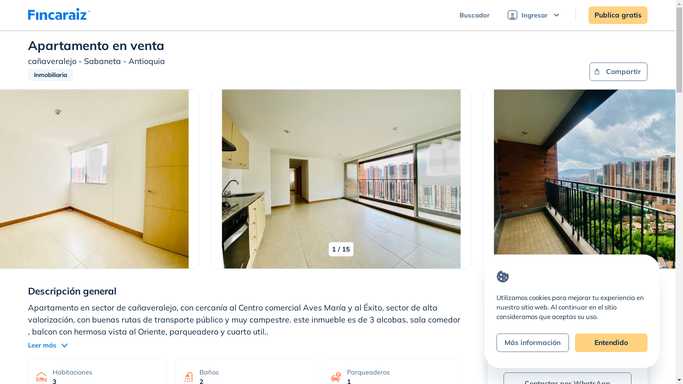 Fincaraiz
Buscador
Ingresar
Publica gratis
Apartamento en venta
cañaveralejo - Sabaneta - Antioquia
Inmobiliaria
Compartir
1 / 15
Descripción general
Apartamento en sector de cañaveralejo, con cercanía al Centro comercial Aves María y al Éxito, sector de alta
valorización, con buenas rutas de transporte público y muy campestre. este inmueble es de 3 alcobas, sala comedor
, balcon con hermosa vista al Oriente, parqueadera y cuarto util..
Leer más
Habitaciones
3
Baños
2
Parqueaderos
1
Utilizamos cookies para mejorar tu experiencia en
nuestro sitio web. Al continuar en el sitio
consideramos que aceptas su uso.
Más información
Entendido
Contactar por WhatsApp